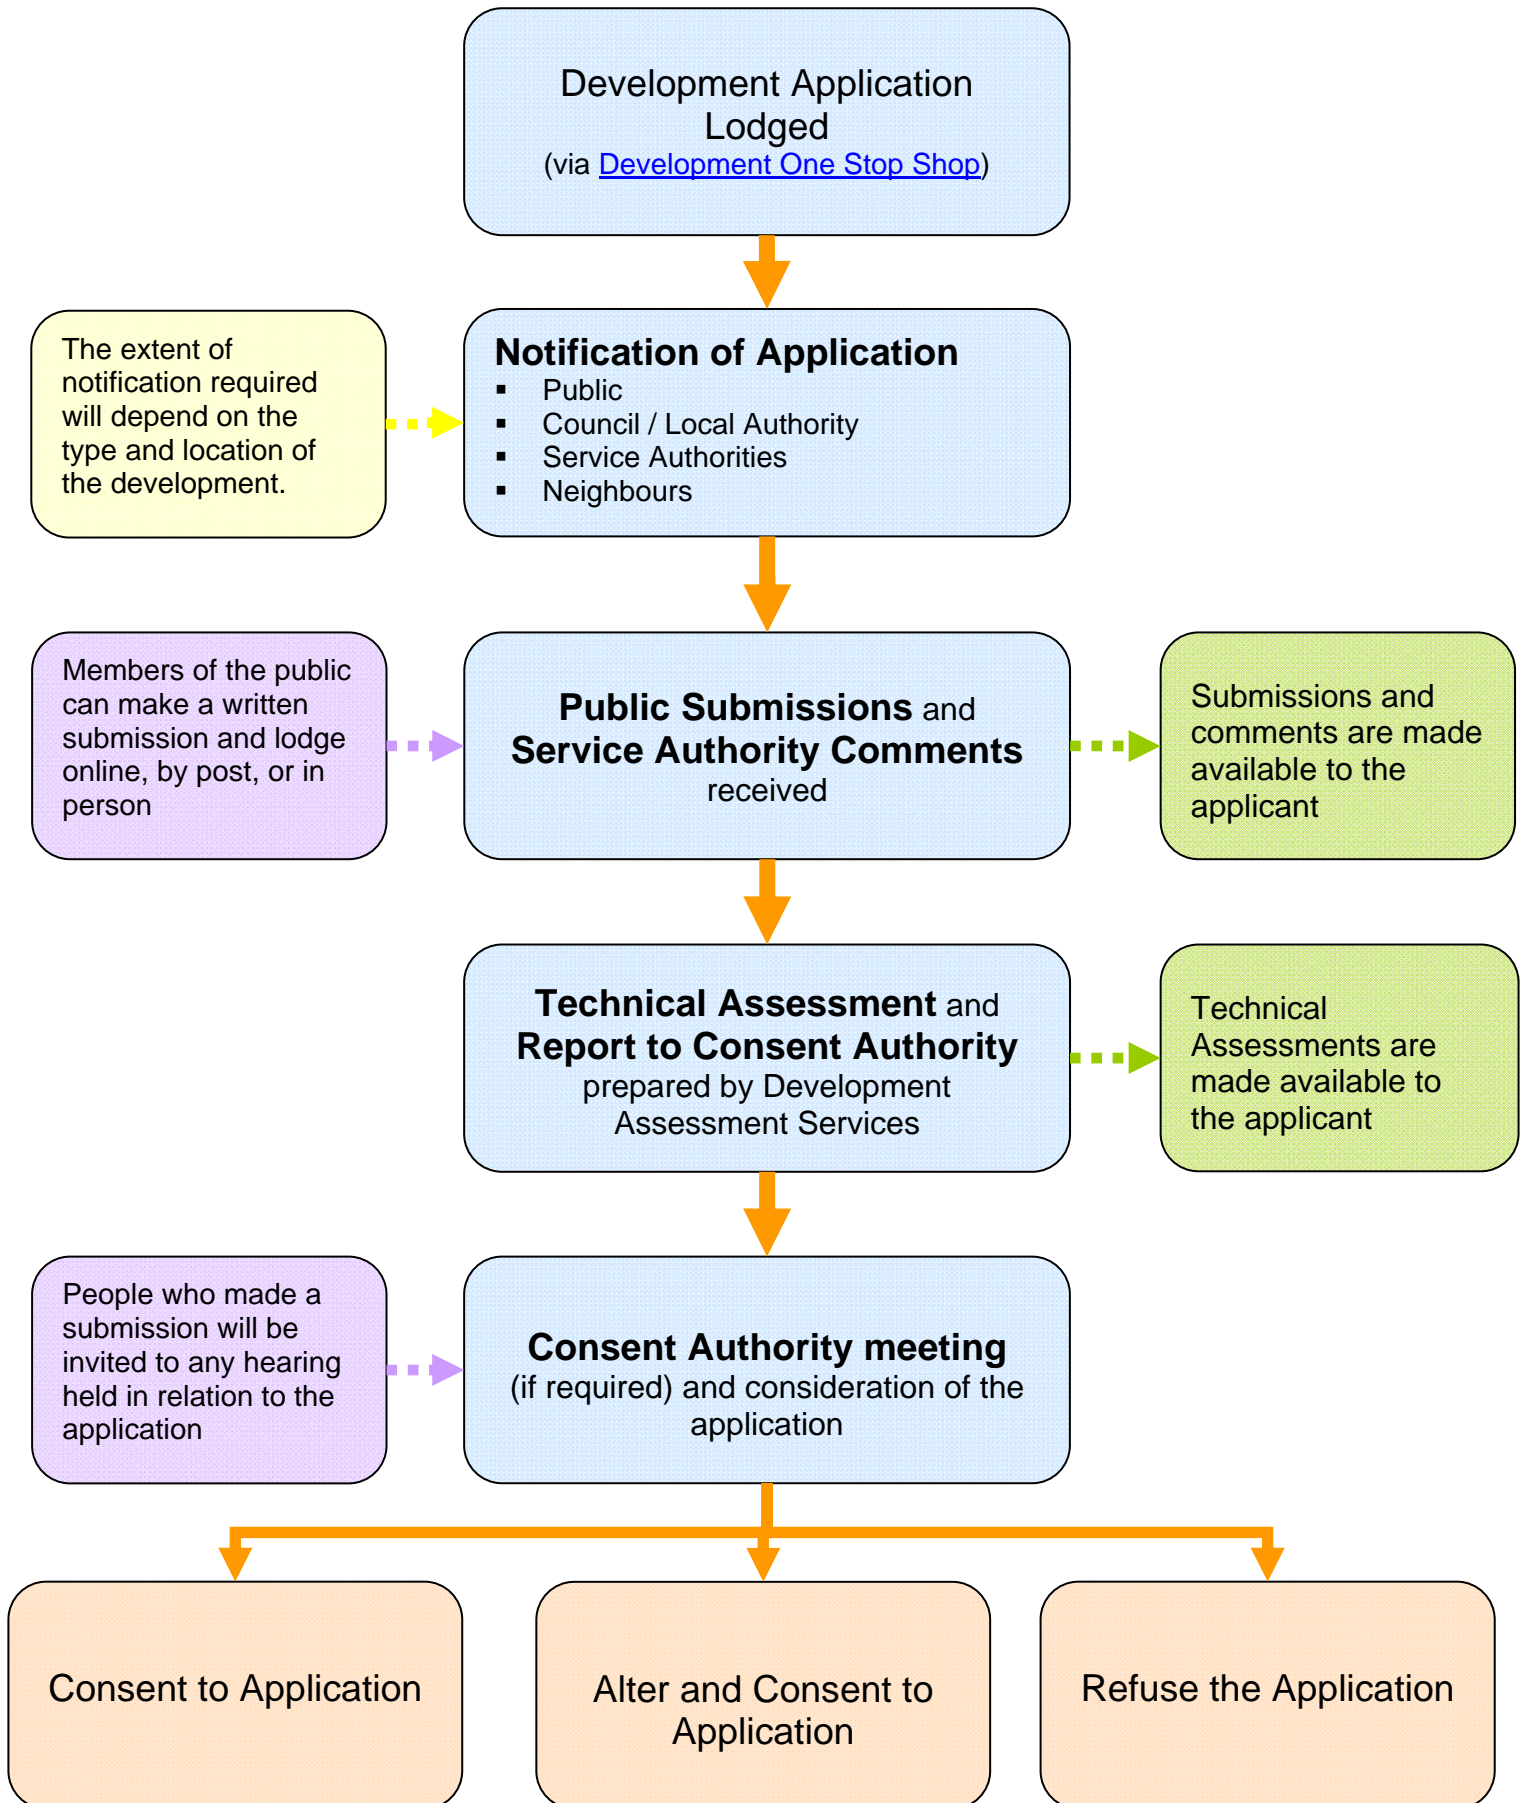 Development Application
Lodged
(via Development One Stop Shop)
The extent of
notification required
will depend on the
type and location of
the development.
Notification of Application
▪ Public
▪ Council / Local Authority
▪ Service Authorities
▪ Neighbours
Members of the public
can make a written
submission and lodge
online, by post, or in
person
Public Submissions and
Service Authority Comments
received
Submissions and
comments are made
available to the
applicant
Technical Assessment and
Report to Consent Authority
prepared by Development
Assessment Services
Technical
Assessments are
made available to
the applicant
People who made a
submission will be
invited to any hearing
held in relation to the
application
Consent Authority meeting
(if required) and consideration of the
application
Consent to Application
Alter and Consent to
Application
Refuse the Application